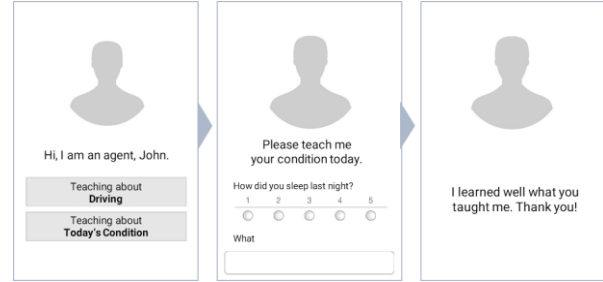 Hi, I am an agent, John.
Teaching about
Driving
Teaching about
Today's Condition
Please teach me
your condition today.
How did you sleep last night?
1 2 3 4 5
What
I learned well what you
taught me. Thank you!